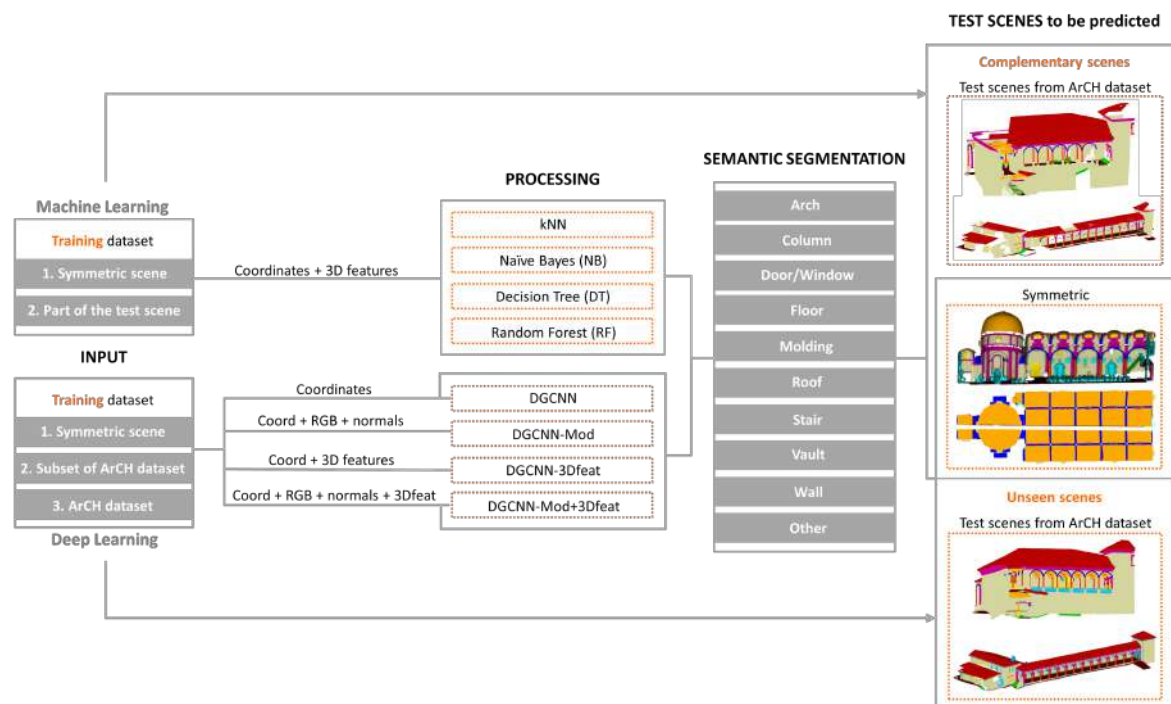 TEST SCENES to be predicted
Complementary scenes
Test scenes from ArCH dataset
SEMANTIC SEGMENTATION
PROCESSING
Machine Learning
Training dataset
1. Symmetric scene
2. Part of the test scene
Coordinates + 3D features
kNN
Naïve Bayes (NB)
Decision Tree (DT)
Random Forest (RF)
INPUT
Training dataset
1. Symmetric scene
2. Subset of ArCH dataset
3. ArCH dataset
Deep Learning
Coordinates
Coord + RGB + normals
Coord + 3D features
Coord + RGB + normals + 3Dfeat
DGCNN
DGCNN-Mod
DGCNN-3Dfeat
DGCNN-Mod+3Dfeat
Arch
Column
Door/Window
Floor
Molding
Roof
Stair
Vault
Wall
Other
Symmetric
Unseen scenes
Test scenes from ArCH dataset